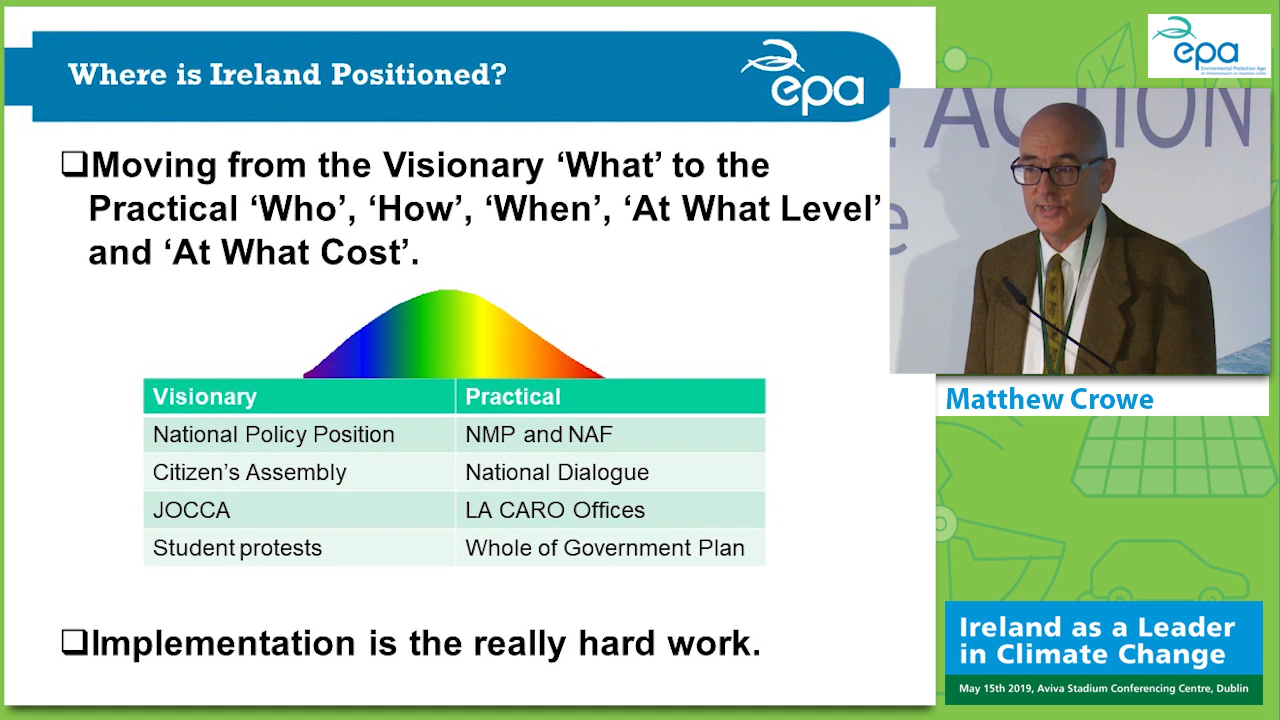 Where is Ireland Positioned?
epa
❑Moving from the Visionary ‘What’ to the
Practical ‘Who’, ‘How’, ‘When’, ‘At What Level’
and ‘At What Cost’.
Visionary Practical
National Policy Position NMP and NAF
Citizen’s Assembly National Dialogue
JOCCA LA CARO Offices
Student protests Whole of Government Plan
❑Implementation is the really hard work.
epa
Environmental Protection
ACTION
e
Matthew Crowe
Ireland as a Leader
in Climate Change
May 15th 2019, Aviva Stadium Conferencing Centre, Dublin